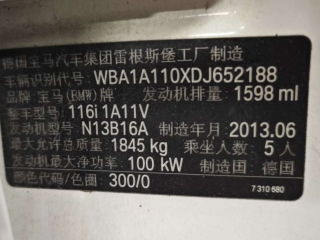 德国宝马汽车集团雷根斯堡工厂制造
车辆识别代号: WBA1A110XDJ652188
品牌: 宝马(BMW)牌 发动机排量: 1598 ml
整车型号: 116i 1A11V
发动机型号: N13B16A 制造年月: 2013.06
最大允许总质量: 1845 kg 乘坐人数: 5 人
发动机最大净功率: 100 kW 制造国: 德国
颜色代码/色圈: 300/0
7 310 680